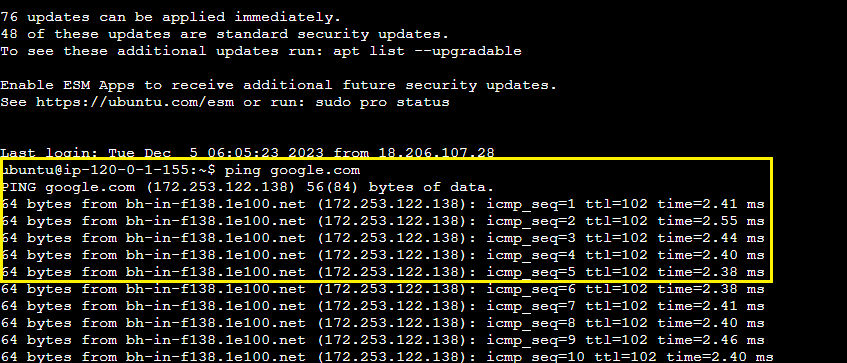 76 updates can be applied immediately.
48 of these updates are standard security updates.
To see these additional updates run: apt list --upgradable
Enable ESM Apps to receive additional future security updates.
See https://ubuntu.com/esm or run: sudo pro status
Last login: Tue Dec  5 06:05:23 2023 from 18.206.107.28
ubuntu@ip-120-0-1-155:~$ ping google.com
PING google.com (172.253.122.138) 56(84) bytes of data.
64 bytes from bh-in-f138.1e100.net (172.253.122.138): icmp_seq=1 ttl=102 time=2.41 ms
64 bytes from bh-in-f138.1e100.net (172.253.122.138): icmp_seq=2 ttl=102 time=2.55 ms
64 bytes from bh-in-f138.1e100.net (172.253.122.138): icmp_seq=3 ttl=102 time=2.44 ms
64 bytes from bh-in-f138.1e100.net (172.253.122.138): icmp_seq=4 ttl=102 time=2.40 ms
64 bytes from bh-in-f138.1e100.net (172.253.122.138): icmp_seq=5 ttl=102 time=2.38 ms
64 bytes from bh-in-f138.1e100.net (172.253.122.138): icmp_seq=6 ttl=102 time=2.38 ms
64 bytes from bh-in-f138.1e100.net (172.253.122.138): icmp_seq=7 ttl=102 time=2.41 ms
64 bytes from bh-in-f138.1e100.net (172.253.122.138): icmp_seq=8 ttl=102 time=2.40 ms
64 bytes from bh-in-f138.1e100.net (172.253.122.138): icmp_seq=9 ttl=102 time=2.46 ms
64 bytes from bh-in-f138.1e100.net (172.253.122.138): icmp_seq=10 ttl=102 time=2.40 ms